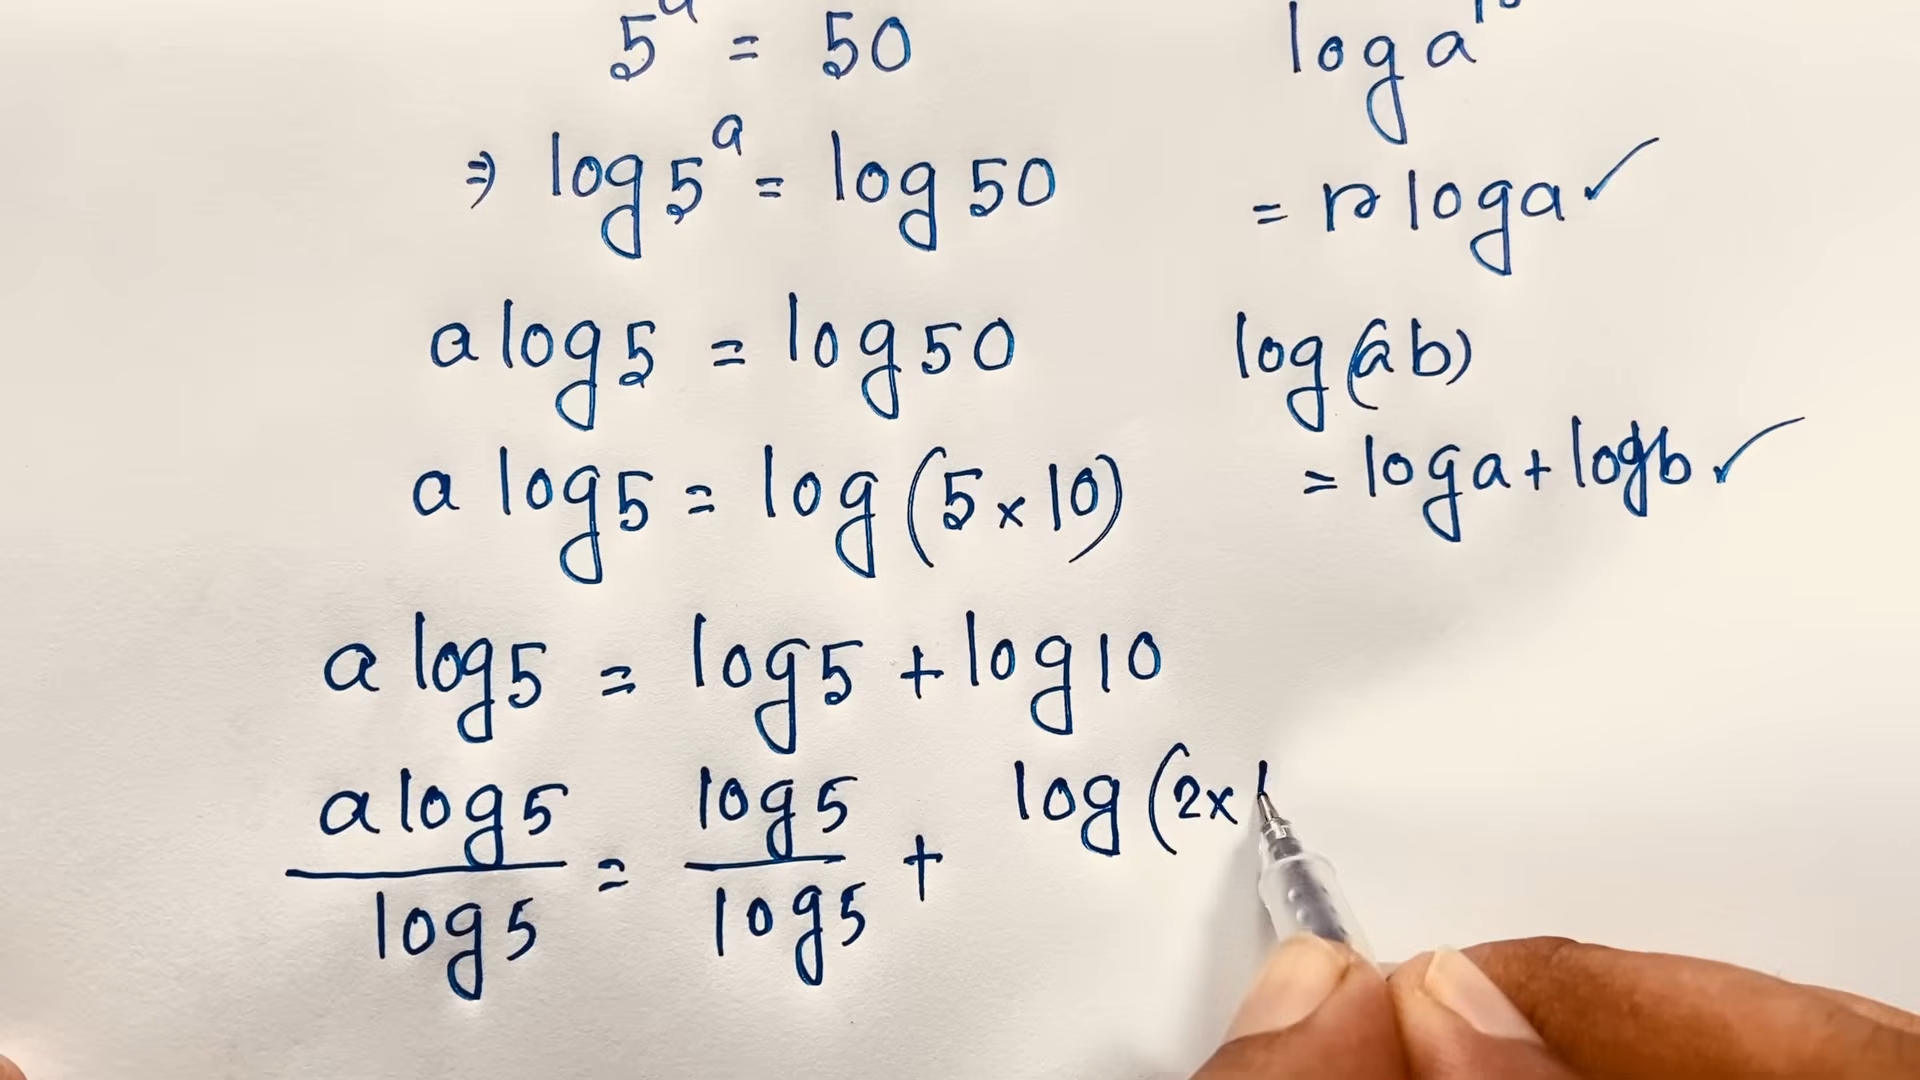 5^a = 50
⇒ log 5^a = log 50
a log 5 = log 50
a log 5 = log (5 × 10)
a log 5 = log 5 + log 10
a log 5 / log 5 = log 5 / log 5 + log (2 ×
log a^n
= n log a ✓
log (ab)
= log a + log b ✓